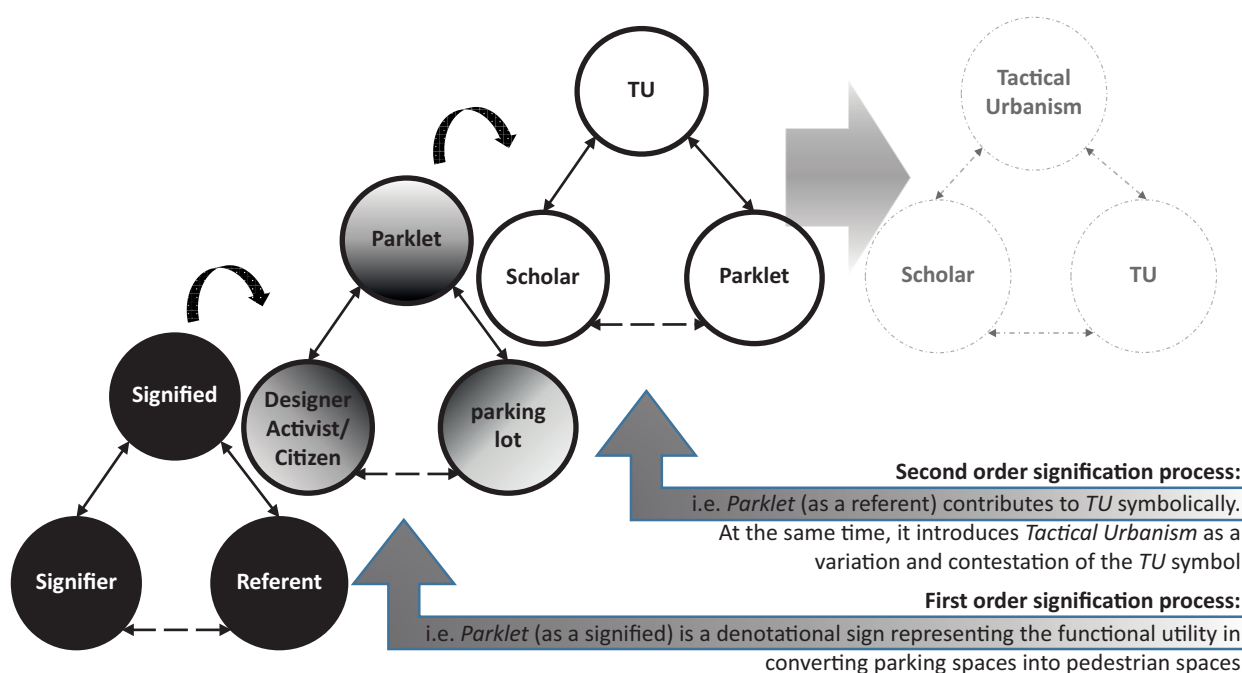 TU
Tactical
Urbanism
Parklet
Scholar
Parklet
Scholar
TU
Signified
Designer
Activist/
Citizen
parking
lot
Second order signification process:
i.e. Parklet (as a referent) contributes to TU symbolically.
At the same time, it introduces Tactical Urbanism as a
variation and contestation of the TU symbol
Signifier
Referent
First order signification process:
i.e. Parklet (as a signified) is a denotational sign representing the functional utility in
converting parking spaces into pedestrian spaces